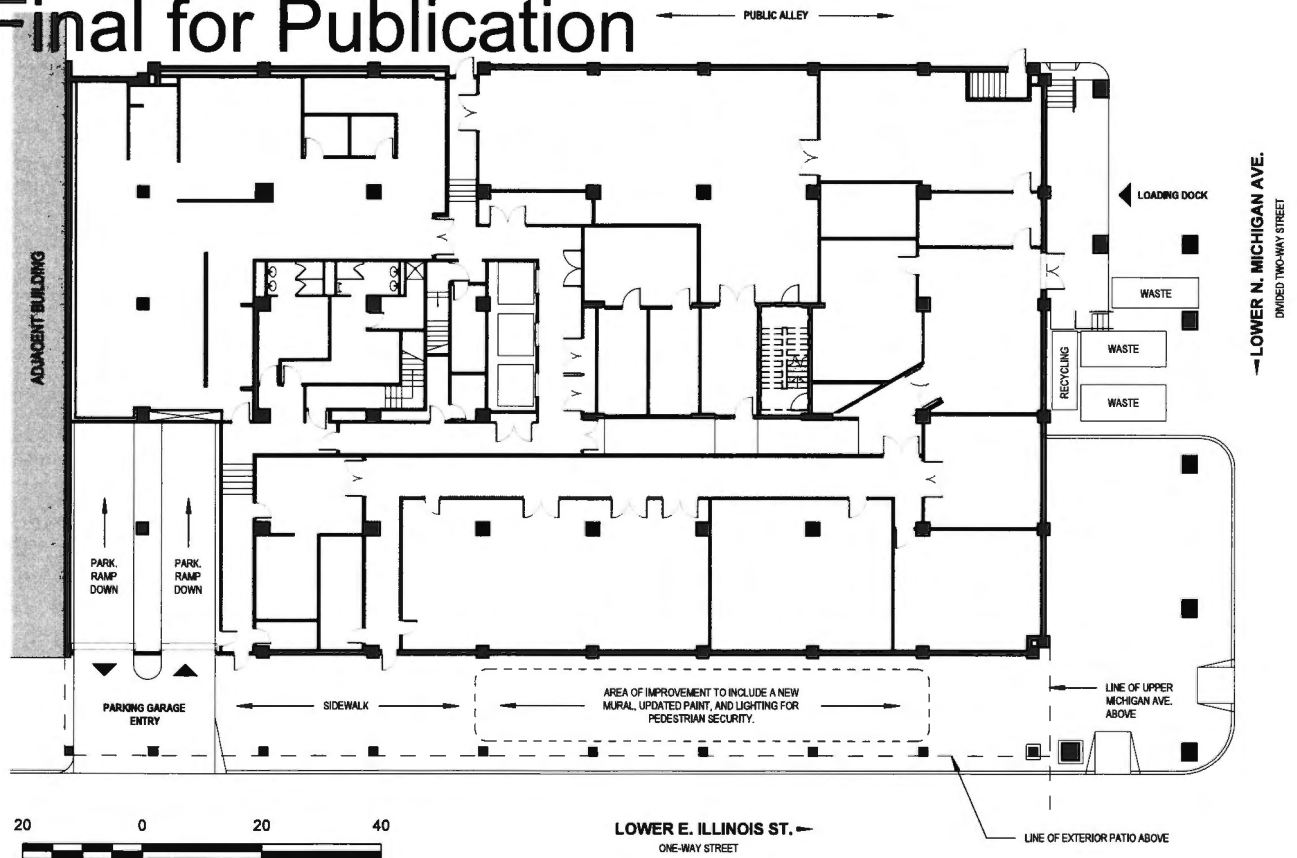 Final for Publication
PUBLIC ALLEY
ADJACENT BUILDING
LOADING DOCK
LOWER N. MICHIGAN AVE.
DIVIDED TWO-WAY STREET
WASTE
WASTE
RECYCLING
WASTE
PARK.
RAMP
DOWN
PARK.
RAMP
DOWN
PARKING GARAGE
ENTRY
SIDEWALK
AREA OF IMPROVEMENT TO INCLUDE A NEW
MURAL, UPDATED PAINT, AND LIGHTING FOR
PEDESTRIAN SECURITY.
LINE OF UPPER
MICHIGAN AVE.
ABOVE
20 0 20 40
LOWER E. ILLINOIS ST.
ONE-WAY STREET
LINE OF EXTERIOR PATIO ABOVE